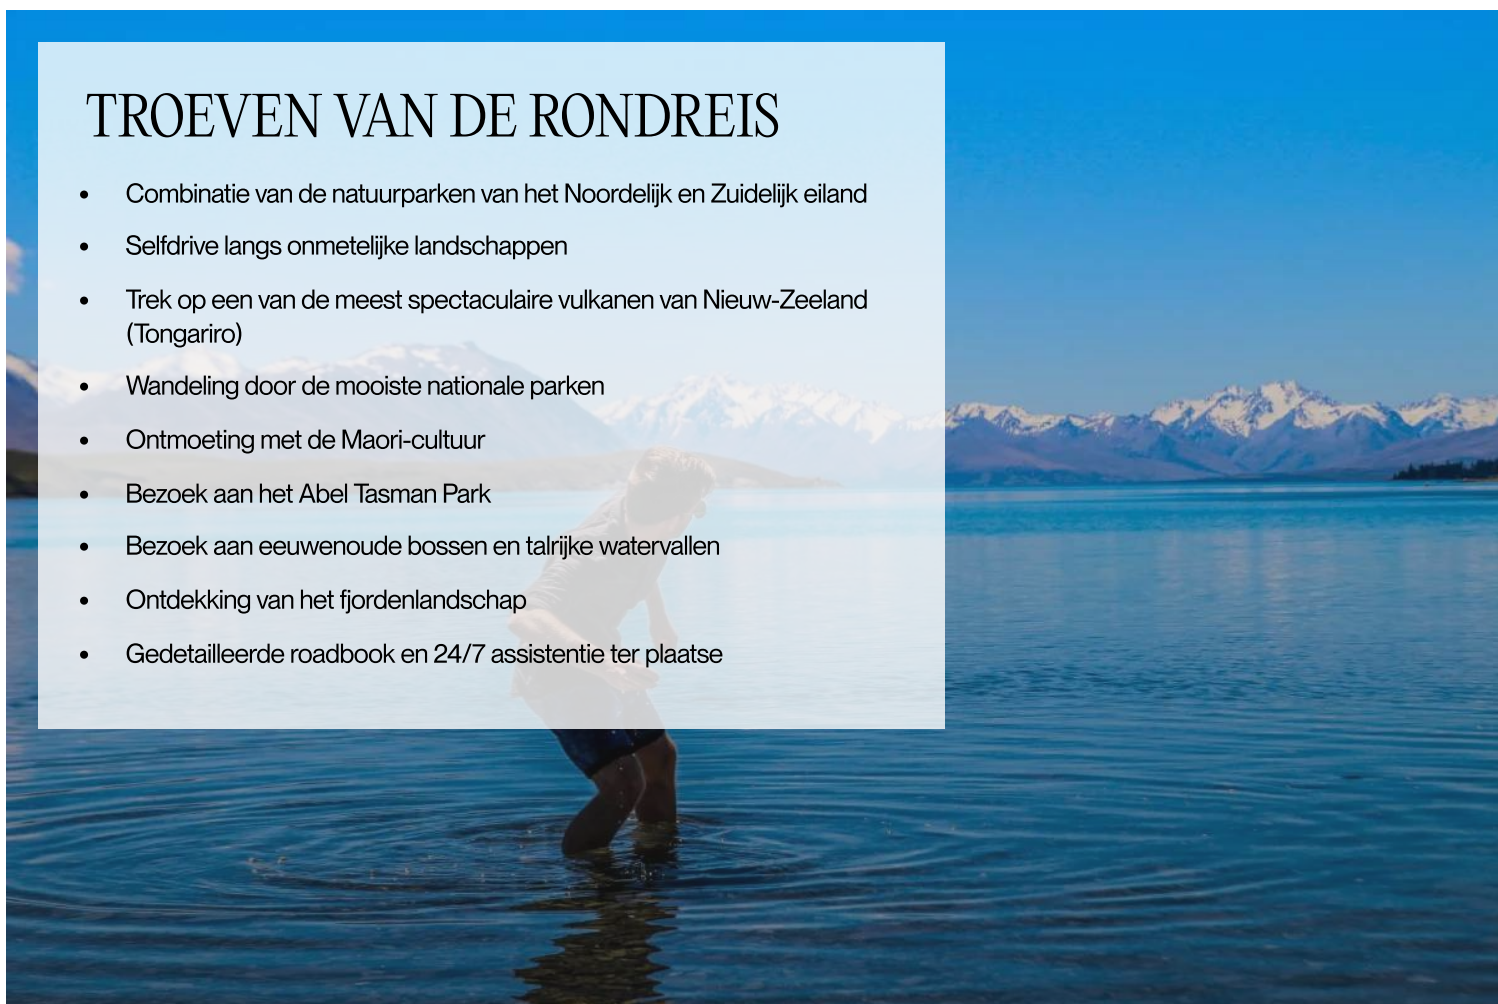 TROEVEN VAN DE RONDREIS
• Combinatie van de natuurparken van het Noordelijk en Zuidelijk eiland
• Selfdrive langs onmetelijke landschappen
• Trek op een van de meest spectaculaire vulkanen van Nieuw-Zeeland
(Tongariro)
• Wandeling door de mooiste nationale parken
• Ontmoeting met de Maori-cultuur
• Bezoek aan het Abel Tasman Park
• Bezoek aan eeuwenoude bossen en talrijke watervallen
• Ontdekking van het fjordenlandschap
• Gedetailleerde roadbook en 24/7 assistentie ter plaatse